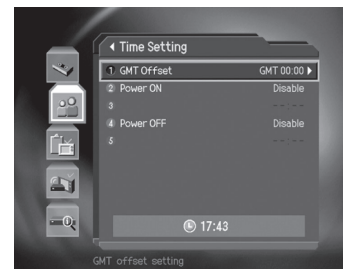 Time Setting
1 GMT Offset GMT 00:00
2 Power ON Disable
3 --:--
4 Power OFF Disable
5 --:--
17:43
GMT offset setting